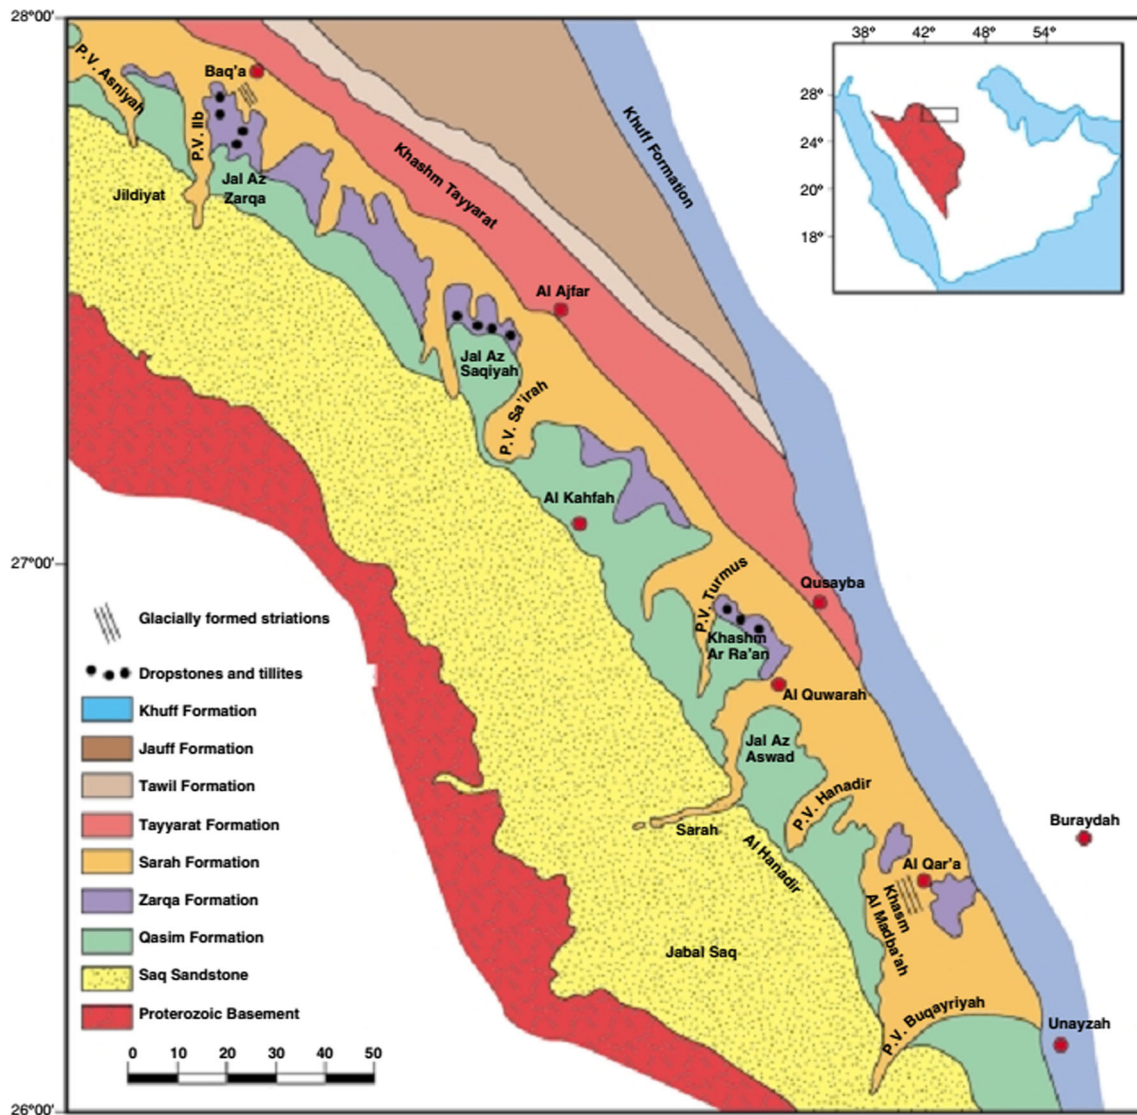 28°00'
38° 42° 48° 54°
P.V. Asniyah
Baq'a
P.V. Ilb
Khuff Formation
28°
24°
20°
18°
Khashm Tayyarat
Jildiyat
Jal Az
Zarqa
Al Ajfar
Jal Az
Saqiyah
P.V. Sa'irah
Al Kahfah
27°00'
P.V. Turmus
Qusayba
Khashm
Ar Ra'an
Al Quwarah
Jal Az
Aswad
P.V. Hanadir
Sarah
Al Hanadir
Buraydah
Al Qar'a
Khasm
Al Madba'ah
Jabal Saq
P.V. Buqayriyah
Unayzah
Glacially formed striations
Dropstones and tillites
Khuff Formation
Jauff Formation
Tawil Formation
Tayyarat Formation
Sarah Formation
Zarqa Formation
Qasim Formation
Saq Sandstone
Proterozoic Basement
0 10 20 30 40 50
26°00'